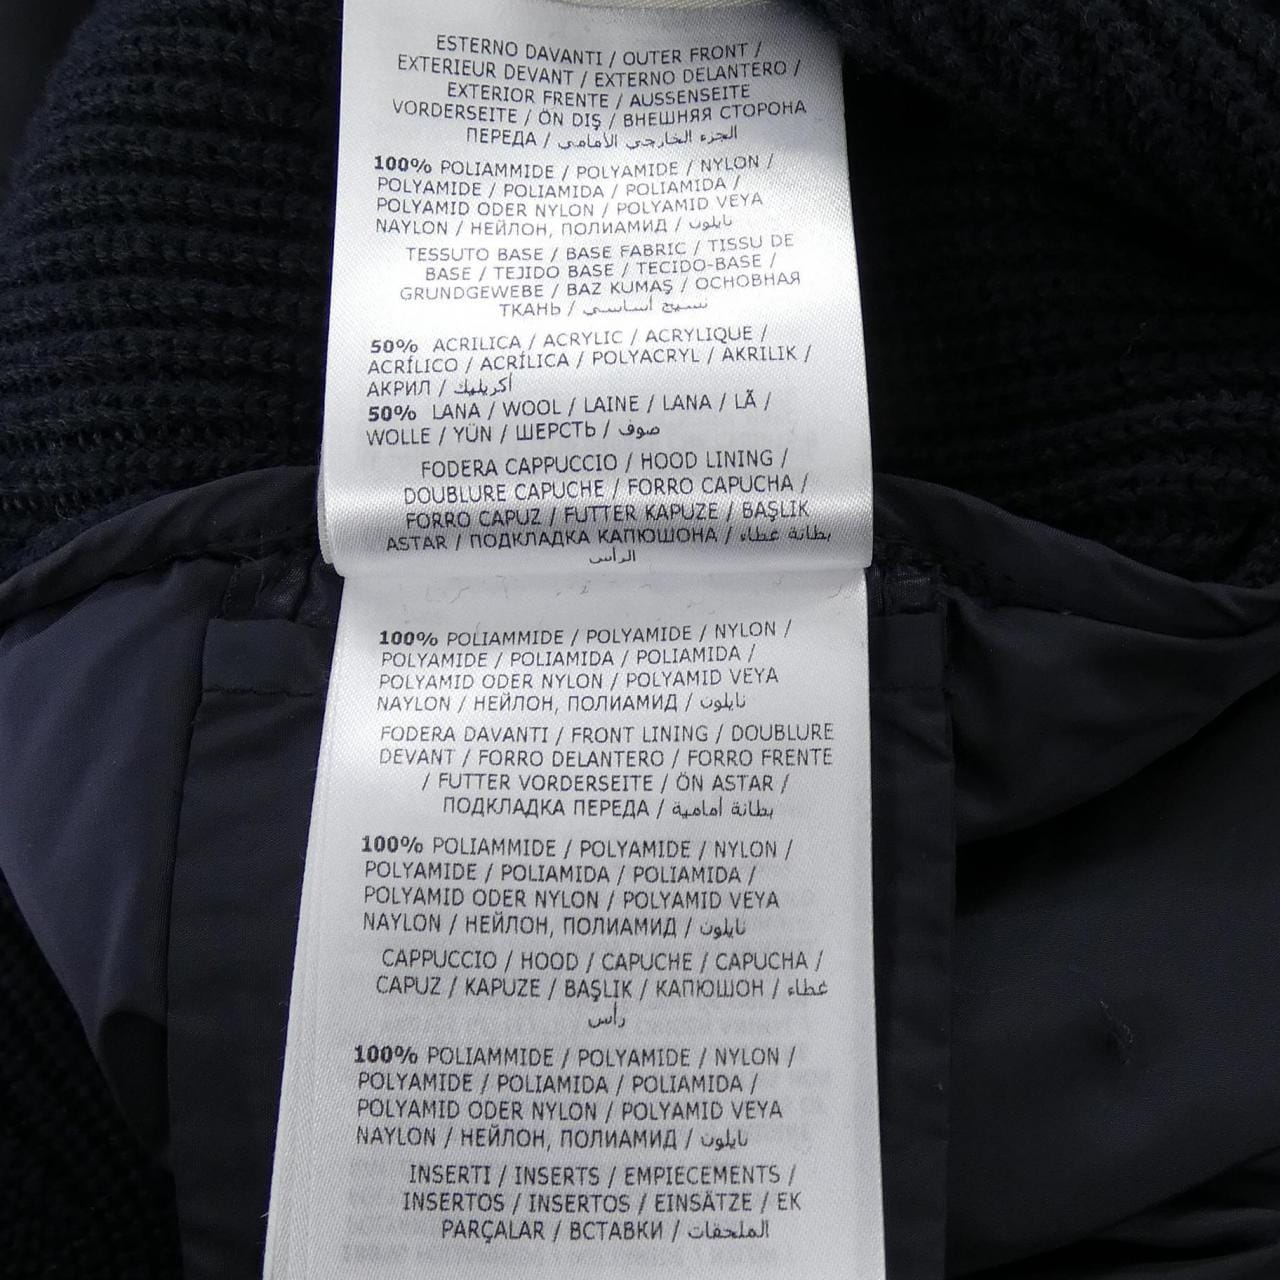 ESTERNO DAVANTI / OUTER FRONT /
EXTERIEUR DEVANT / EXTERNO DELANTERO /
EXTERIOR FRENTE / AUSSENSEITE
VORDERSEITE / ÖN DIŞ / ВНЕШНЯЯ СТОРОНА
ПЕРЕДА / الجزء الخارجي الأمامي
100% POLIAMMIDE / POLYAMIDE / NYLON /
POLYAMIDE / POLIAMIDA / POLIAMIDA /
POLYAMID ODER NYLON / POLYAMID VEYA
NAYLON / НЕЙЛОН, ПОЛИАМИД / نايلون
TESSUTO BASE / BASE FABRIC / TISSU DE
BASE / TEJIDO BASE / TECIDO-BASE /
GRUNDGEWEBE / BAZ KUMAŞ / ОСНОВНАЯ
ТКАНЬ / نسيج أساسي
50% ACRILICA / ACRYLIC / ACRYLIQUE /
ACRÍLICO / ACRÍLICA / POLYACRYL / AKRILIK /
АКРИЛ / أكريليك
50% LANA / WOOL / LAINE / LANA / LÃ /
WOLLE / YÜN / ШЕРСТЬ / صوف
FODERA CAPPUCCIO / HOOD LINING /
DOUBLURE CAPUCHE / FORRO CAPUCHA /
FORRO CAPUZ / FUTTER KAPUZE / BAŞLIK
ASTAR / ПОДКЛАДКА КАПЮШОНА / بطانة غطاء
الرأس
100% POLIAMMIDE / POLYAMIDE / NYLON /
POLYAMIDE / POLIAMIDA / POLIAMIDA /
POLYAMID ODER NYLON / POLYAMID VEYA
NAYLON / НЕЙЛОН, ПОЛИАМИД / نايلون
FODERA DAVANTI / FRONT LINING / DOUBLURE
DEVANT / FORRO DELANTERO / FORRO FRENTE
/ FUTTER VORDERSEITE / ÖN ASTAR /
ПОДКЛАДКА ПЕРЕДА / بطانة أمامية
100% POLIAMMIDE / POLYAMIDE / NYLON /
POLYAMIDE / POLIAMIDA / POLIAMIDA /
POLYAMID ODER NYLON / POLYAMID VEYA
NAYLON / НЕЙЛОН, ПОЛИАМИД / نايلون
CAPPUCCIO / HOOD / CAPUCHE / CAPUCHA /
CAPUZ / KAPUZE / BAŞLIK / КАПЮШОН / غطاء
رأس
100% POLIAMMIDE / POLYAMIDE / NYLON /
POLYAMIDE / POLIAMIDA / POLIAMIDA /
POLYAMID ODER NYLON / POLYAMID VEYA
NAYLON / НЕЙЛОН, ПОЛИАМИД / نايلون
INSERTI / INSERTS / EMPIECEMENTS /
INSERTOS / INSERTOS / EINSÄTZE / EK
PARÇALAR / ВСТАВКИ / الملحقات